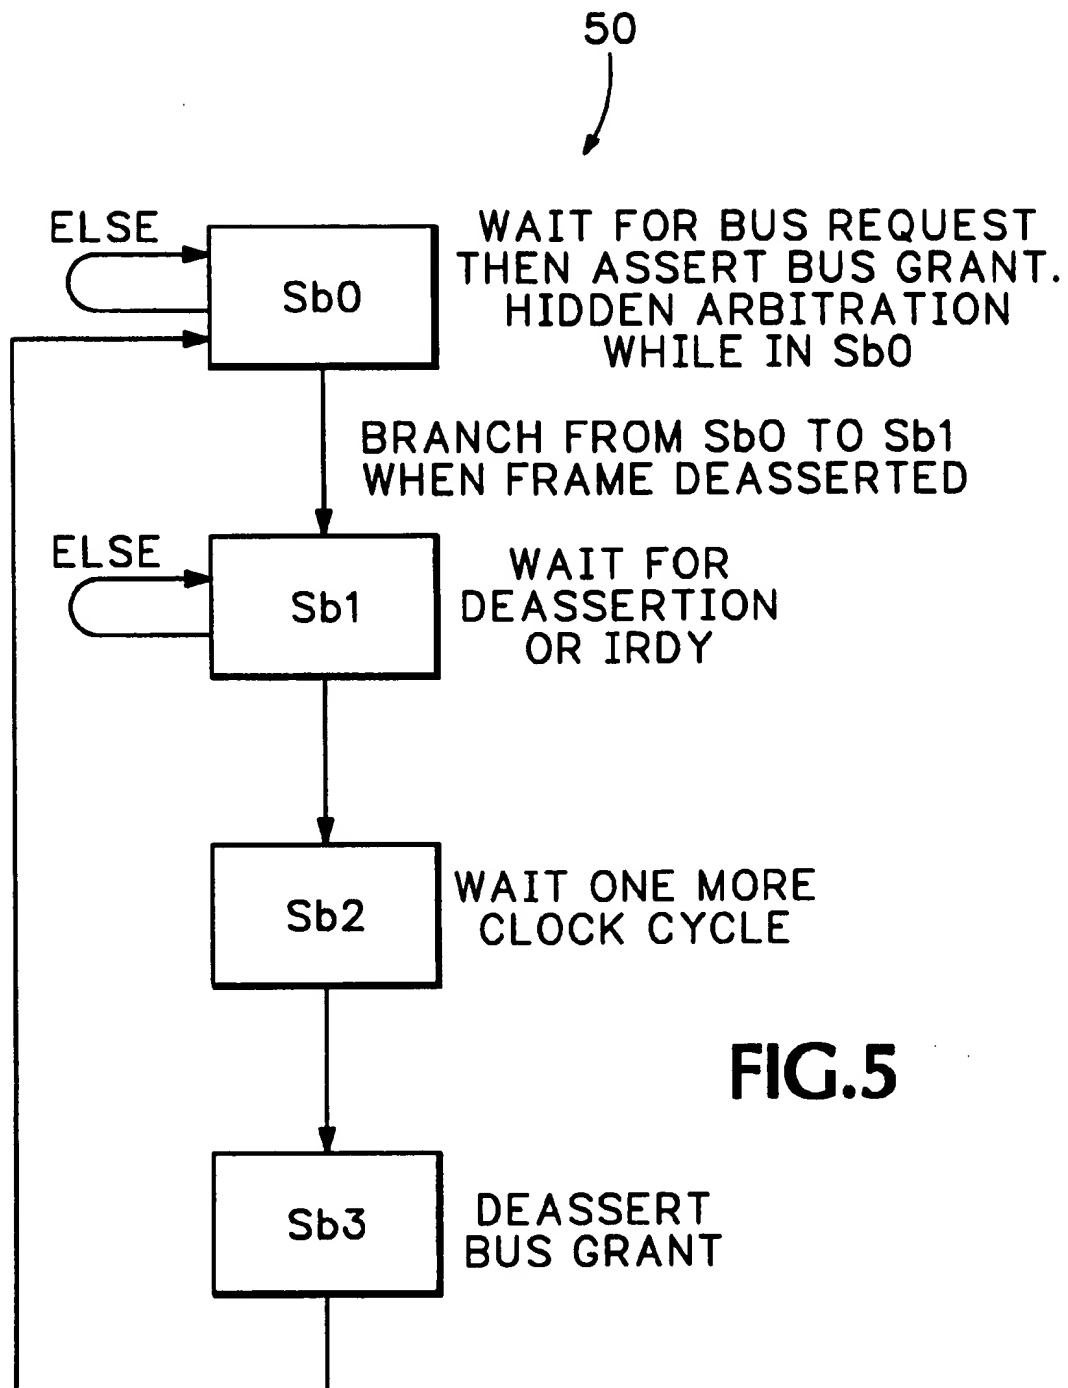 50
ELSE
Sb0
WAIT FOR BUS REQUEST
THEN ASSERT BUS GRANT.
HIDDEN ARBITRATION
WHILE IN Sb0
BRANCH FROM Sb0 TO Sb1
WHEN FRAME DEASSERTED
ELSE
Sb1
WAIT FOR
DEASSERTION
OR IRDY
Sb2
WAIT ONE MORE
CLOCK CYCLE
FIG.5
Sb3
DEASSERT
BUS GRANT